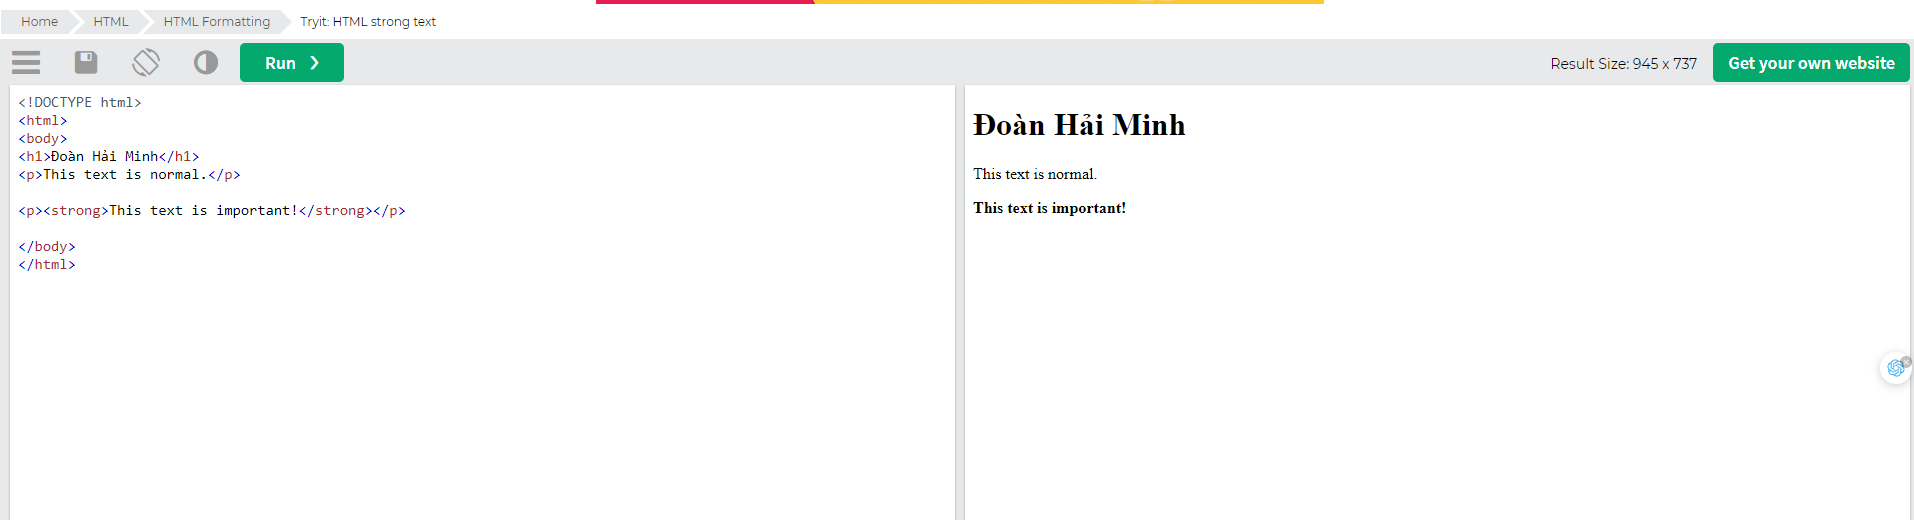 Home HTML HTML Formatting Tryit: HTML strong text
Run ❯ Result Size: 945 x 737 Get your own website
<!DOCTYPE html>
<html>
<body>
<h1>Đoàn Hải Minh</h1>
<p>This text is normal.</p>
<p><strong>This text is important!</strong></p>
</body>
</html>
Đoàn Hải Minh
This text is normal.
This text is important!